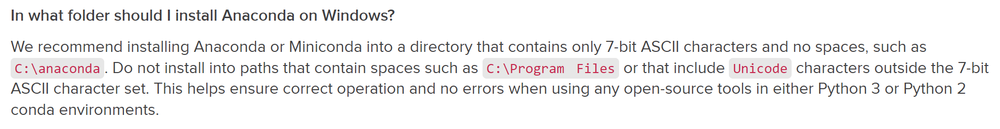 In what folder should I install Anaconda on Windows?
We recommend installing Anaconda or Miniconda into a directory that contains only 7-bit ASCII characters and no spaces, such as
C:\anaconda. Do not install into paths that contain spaces such as C:\Program Files or that include Unicode characters outside the 7-bit
ASCII character set. This helps ensure correct operation and no errors when using any open-source tools in either Python 3 or Python 2
conda environments.